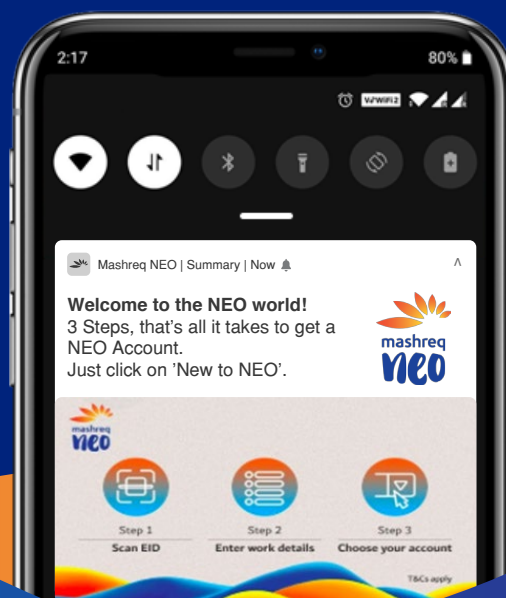 2:17
80%
VoWiFi2
Mashreq NEO | Summary | Now
Welcome to the NEO world!
3 Steps, that's all it takes to get a
NEO Account.
Just click on 'New to NEO'.
mashreq
neo
mashreq
neo
Step 1
Step 2
Step 3
Scan EID
Enter work details
Choose your account
T&Cs apply